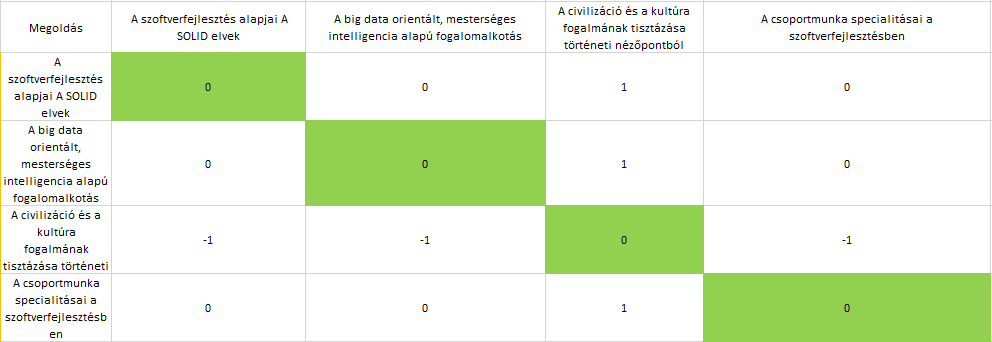 Megoldás
A szoftverfejlesztés alapjai A
SOLID elvek
A big data orientált, mesterséges
intelligencia alapú fogalomalkotás
A civilizáció és a kultúra
fogalmának tisztázása
történeti nézőpontból
A csoportmunka specialitásai a
szoftverfejlesztésben
A
szoftverfejlesztés
alapjai A SOLID
elvek
0
0
1
0
A big data
orientált,
mesterséges
intelligencia alapú
fogalomalkotás
0
0
1
0
A civilizáció és a
kultúra
fogalmának
tisztázása történeti
-1
-1
0
-1
A csoportmunka
specialitásai a
szoftverfejlesztésb
en
0
0
1
0